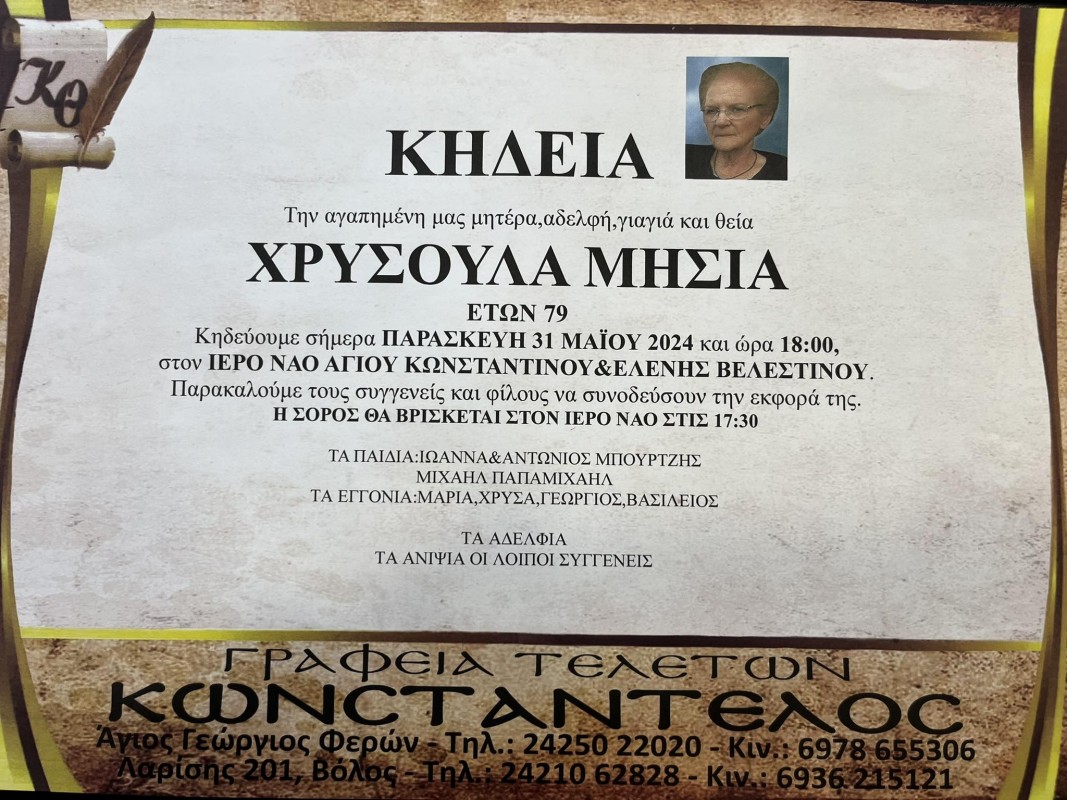 ΚΘ
ΚΗΔΕΙΑ
Την αγαπημένη μας μητέρα,αδελφή,γιαγιά και θεία
ΧΡΥΣΟΥΛΑ ΜΗΣΙΑ
ΕΤΩΝ 79
Κηδεύουμε σήμερα ΠΑΡΑΣΚΕΥΗ 31 ΜΑΪΟΥ 2024 και ώρα 18:00,
στον ΙΕΡΟ ΝΑΟ ΑΓΙΟΥ ΚΩΝΣΤΑΝΤΙΝΟΥ&ΕΛΕΝΗΣ ΒΕΛΕΣΤΙΝΟΥ.
Παρακαλούμε τους συγγενείς και φίλους να συνοδεύσουν την εκφορά της.
Η ΣΟΡΟΣ ΘΑ ΒΡΙΣΚΕΤΑΙ ΣΤΟΝ ΙΕΡΟ ΝΑΟ ΣΤΙΣ 17:30
ΤΑ ΠΑΙΔΙΑ:ΙΩΑΝΝΑ&ΑΝΤΩΝΙΟΣ ΜΠΟΥΡΤΖΗΣ
ΜΙΧΑΗΛ ΠΑΠΑΜΙΧΑΗΛ
ΤΑ ΕΓΓΟΝΙΑ:ΜΑΡΙΑ,ΧΡΥΣΑ,ΓΕΩΡΓΙΟΣ,ΒΑΣΙΛΕΙΟΣ
ΤΑ ΑΔΕΛΦΙΑ
ΤΑ ΑΝΙΨΙΑ ΟΙ ΛΟΙΠΟΙ ΣΥΓΓΕΝΕΙΣ
ΓΡΑΦΕΙΑ ΤΕΛΕΤΩΝ
ΚΩΝCΤΑΝΤΕΛΟC
Άγιος Γεώργιος Φερών - Τηλ.: 24250 22020 - Κιν.: 6978 655306
Λαρίσης 201, Βόλος - Τηλ.: 24210 62828 - Κιν.: 6936 215121